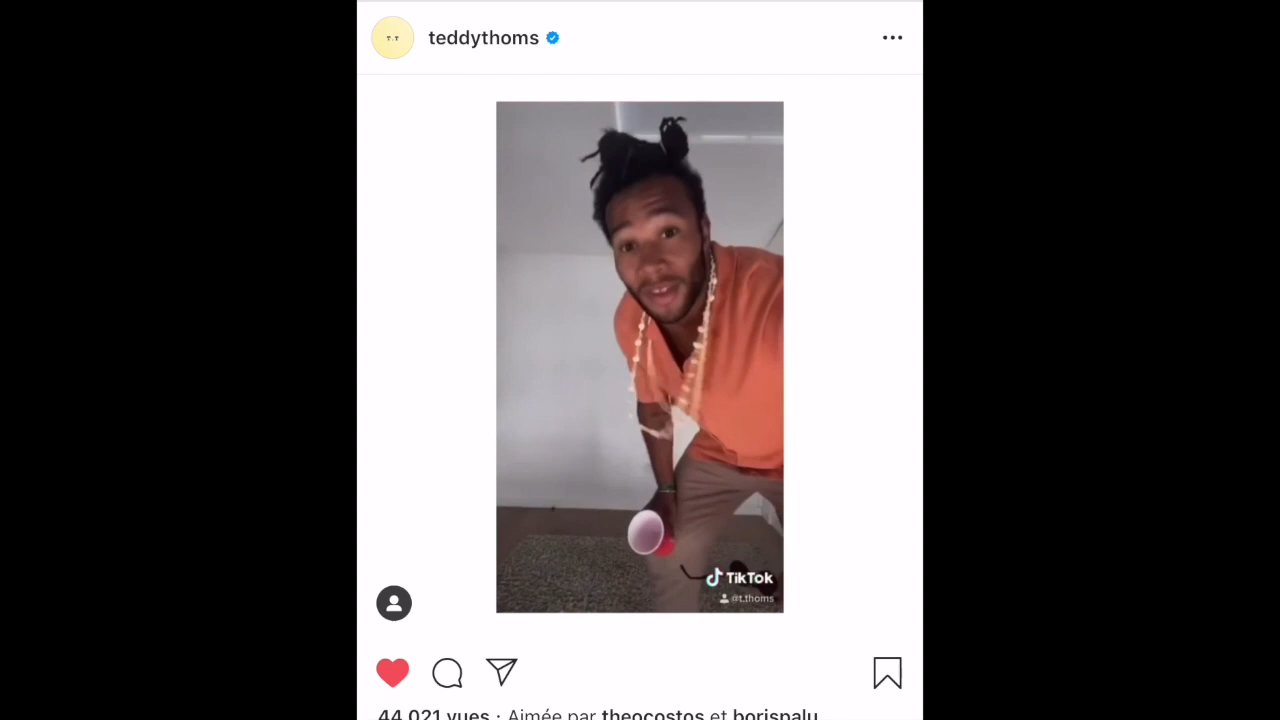 teddythoms
TikTok
@t.thoms
44 021 vues · Aimée par theocostos et borispalu